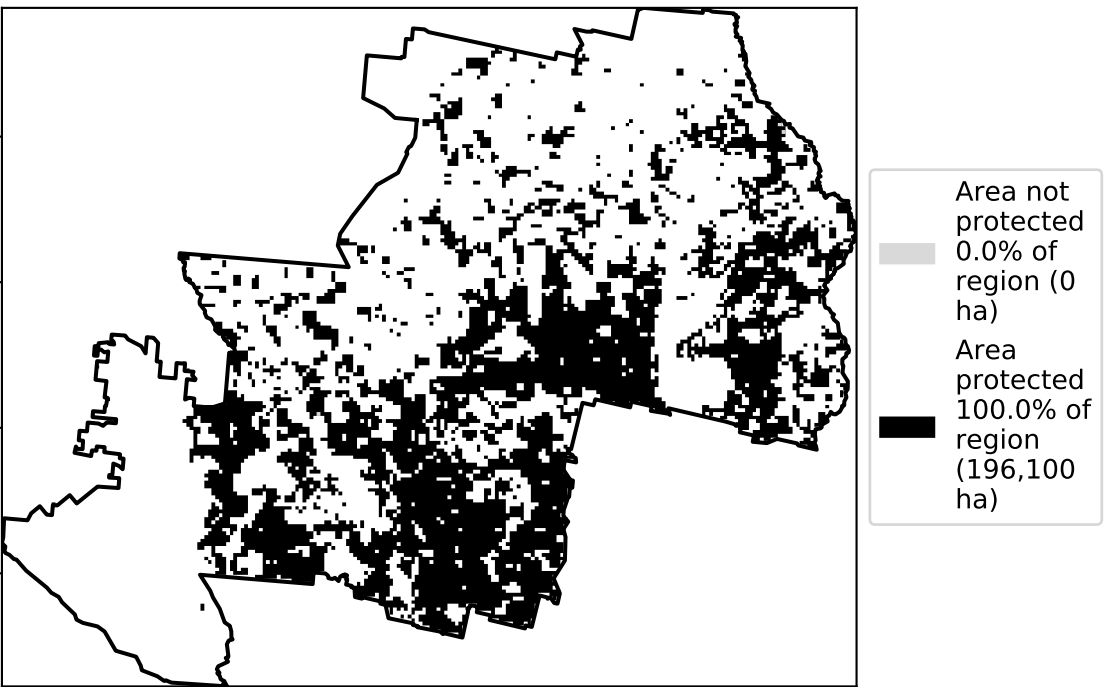 Area not
protected
0.0% of
region (0
ha)
Area
protected
100.0% of
region
(196,100
ha)